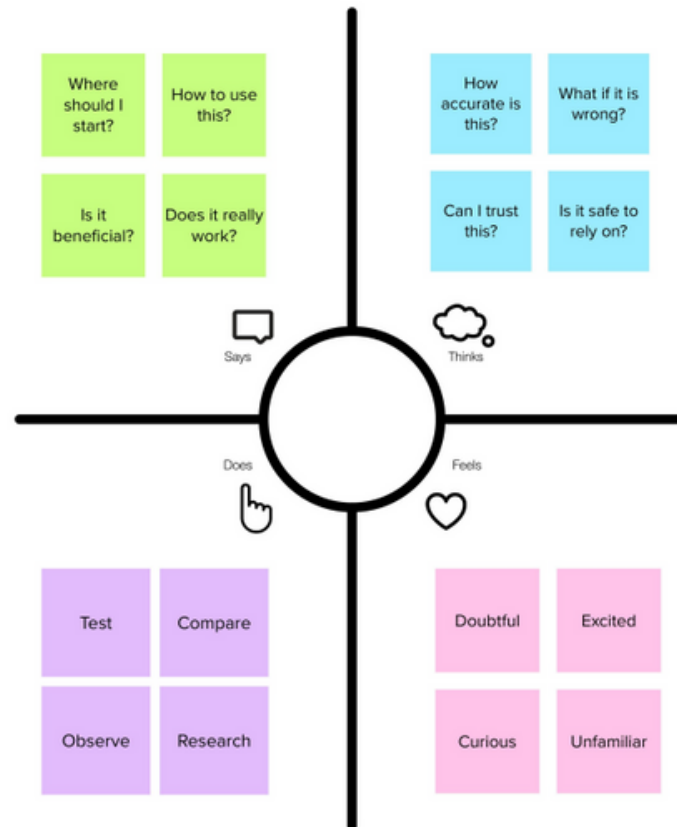 Where
should I
start?
How to use
this?
Is it
beneficial?
Does it really
work?
Says
How
accurate is
this?
What if it is
wrong?
Can I trust
this?
Is it safe to
rely on?
Thinks
Does
Test
Compare
Observe
Research
Feels
Doubtful
Excited
Curious
Unfamiliar